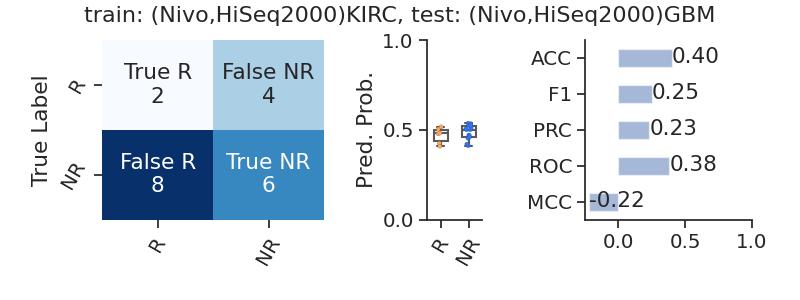 train: (Nivo,HiSeq2000)KIRC, test: (Nivo,HiSeq2000)GBM
True Label
R
NR
True R
2
False NR
4
False R
8
True NR
6
R
NR
Pred. Prob.
1.0
0.5
0.0
R
NR
ACC
0.40
F1
0.25
PRC
0.23
ROC
0.38
MCC
-0.22
0.0
0.5
1.0